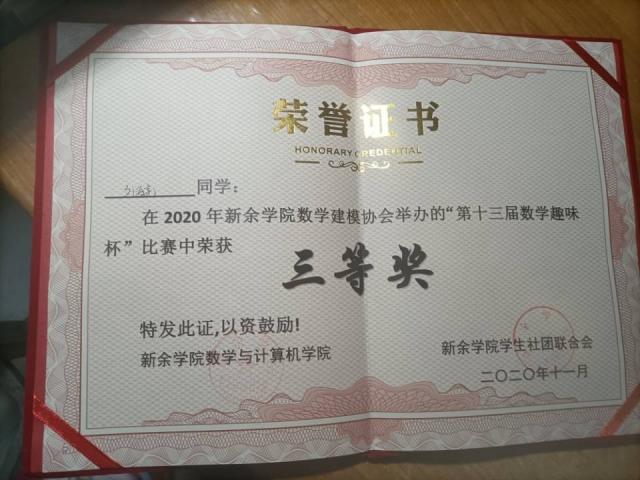 荣誉证书
HONORARY CREDENTIAL
同学：
在 2020 年新余学院数学建模协会举办的“第十三届数学趣味
杯”比赛中荣获
三等奖
特发此证,以资鼓励!
新余学院数学与计算机学院
新余学院学生社团联合会
二〇二〇年十一月